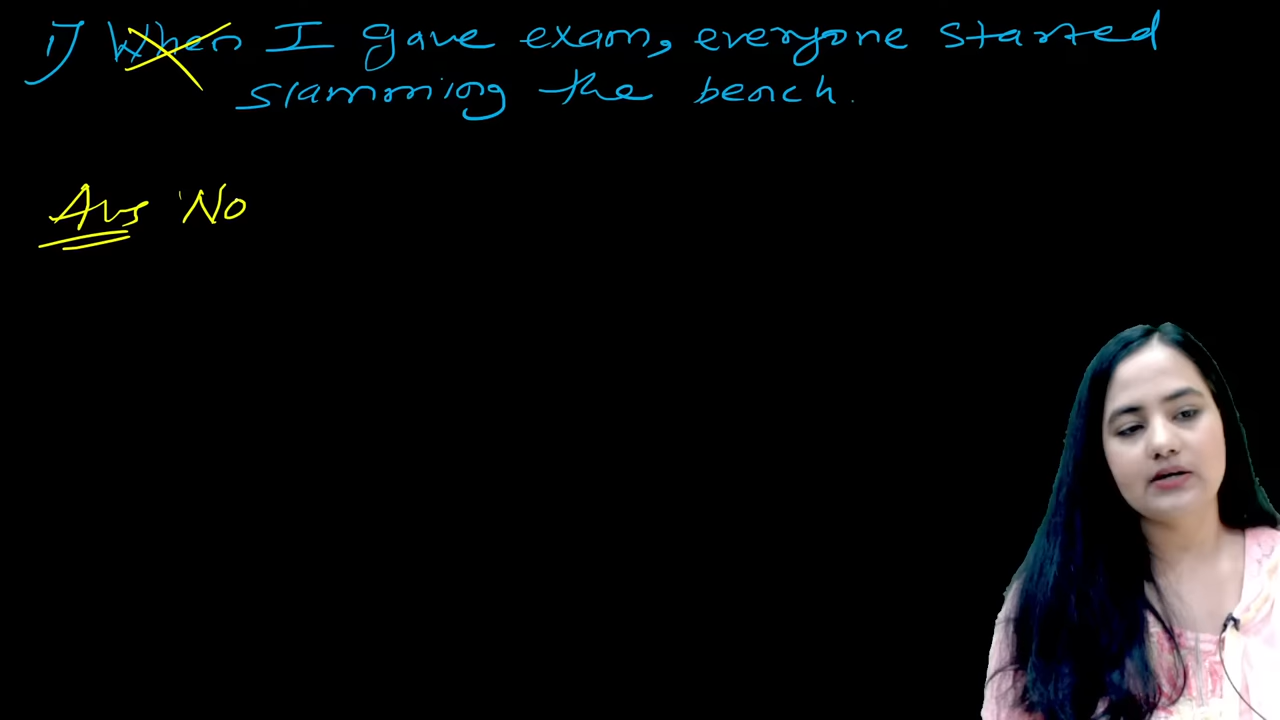 1) When I gave exam, everyone started
slamming the bench.
Ans No